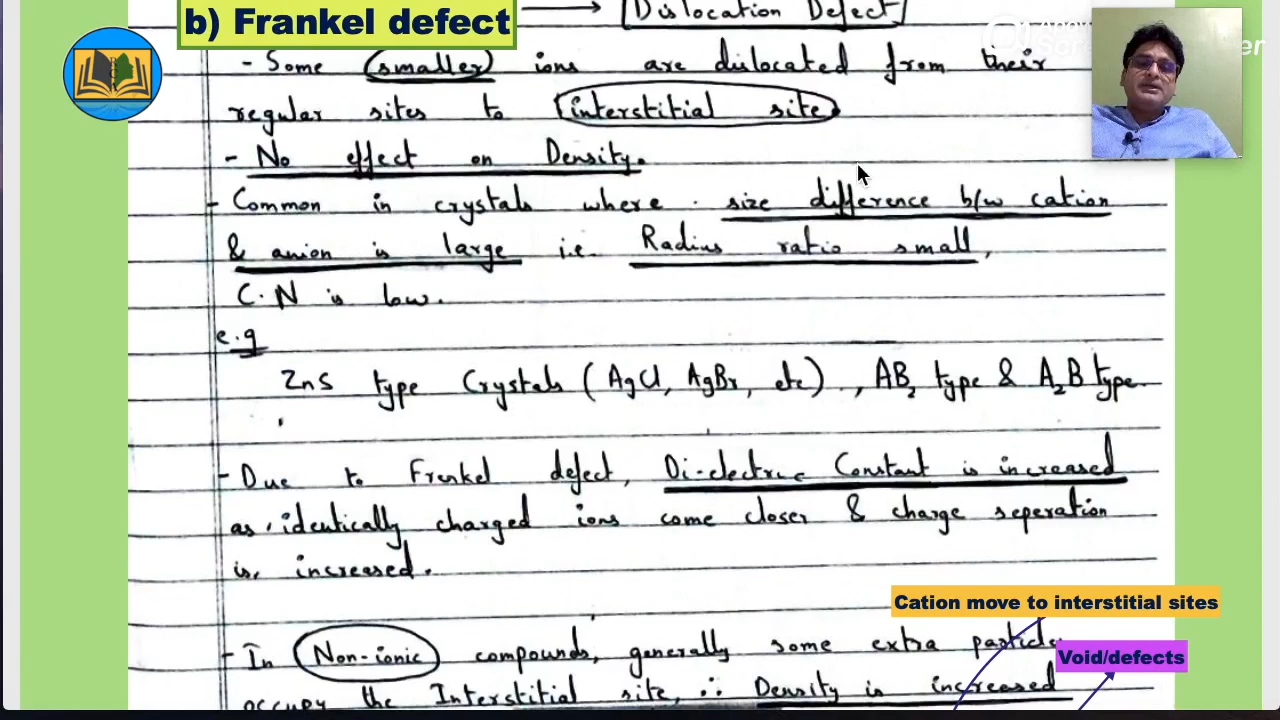 b) Frankel defect
Dislocation Defect
- Some smaller ions are dislocated from their
regular sites to interstitial site.
- No effect on Density.
- Common in crystals where size difference b/w cation
& anion is large i.e. Radius ratio small,
C.N is low.
e.g
ZnS type Crystals (AgCl, AgBr, etc)., AB₂ type & A₂B type.
- Due to Frenkel defect, Di-electric Constant is increased
as, identically charged ions come closer & charge seperation
is, increased.
Cation move to interstitial sites
- In Non-ionic compounds, generally some extra particle
Void/defects
occupy the Interstitial site, ∴ Density is increased